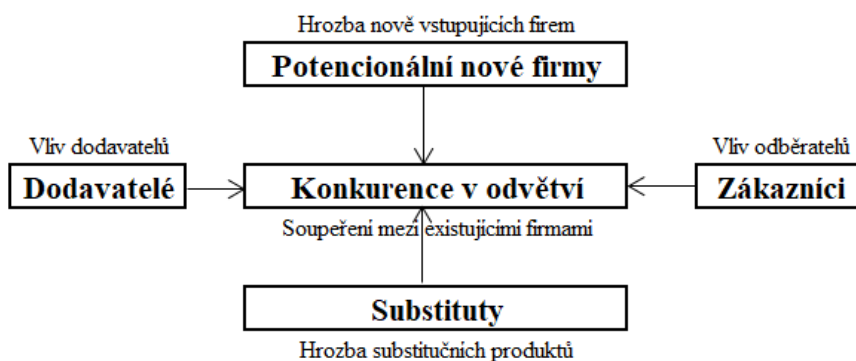 Hrozba nově vstupujících firem
Potencionální nové firmy
Vliv dodavatelů
Dodavatelé
Konkurence v odvětví
Soupeření mezi existujícími firmami
Vliv odběratelů
Zákazníci
Substituty
Hrozba substitučních produktů